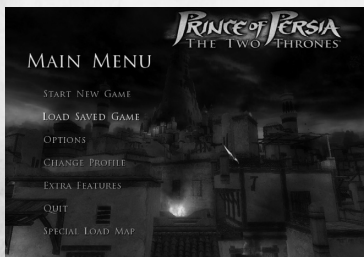 PRINCE OF PERSIA
THE TWO THRONES
MAIN MENU
START NEW GAME
LOAD SAVED GAME
OPTIONS
CHANGE PROFILE
EXTRA FEATURES
QUIT
SPECIAL LOAD MAP